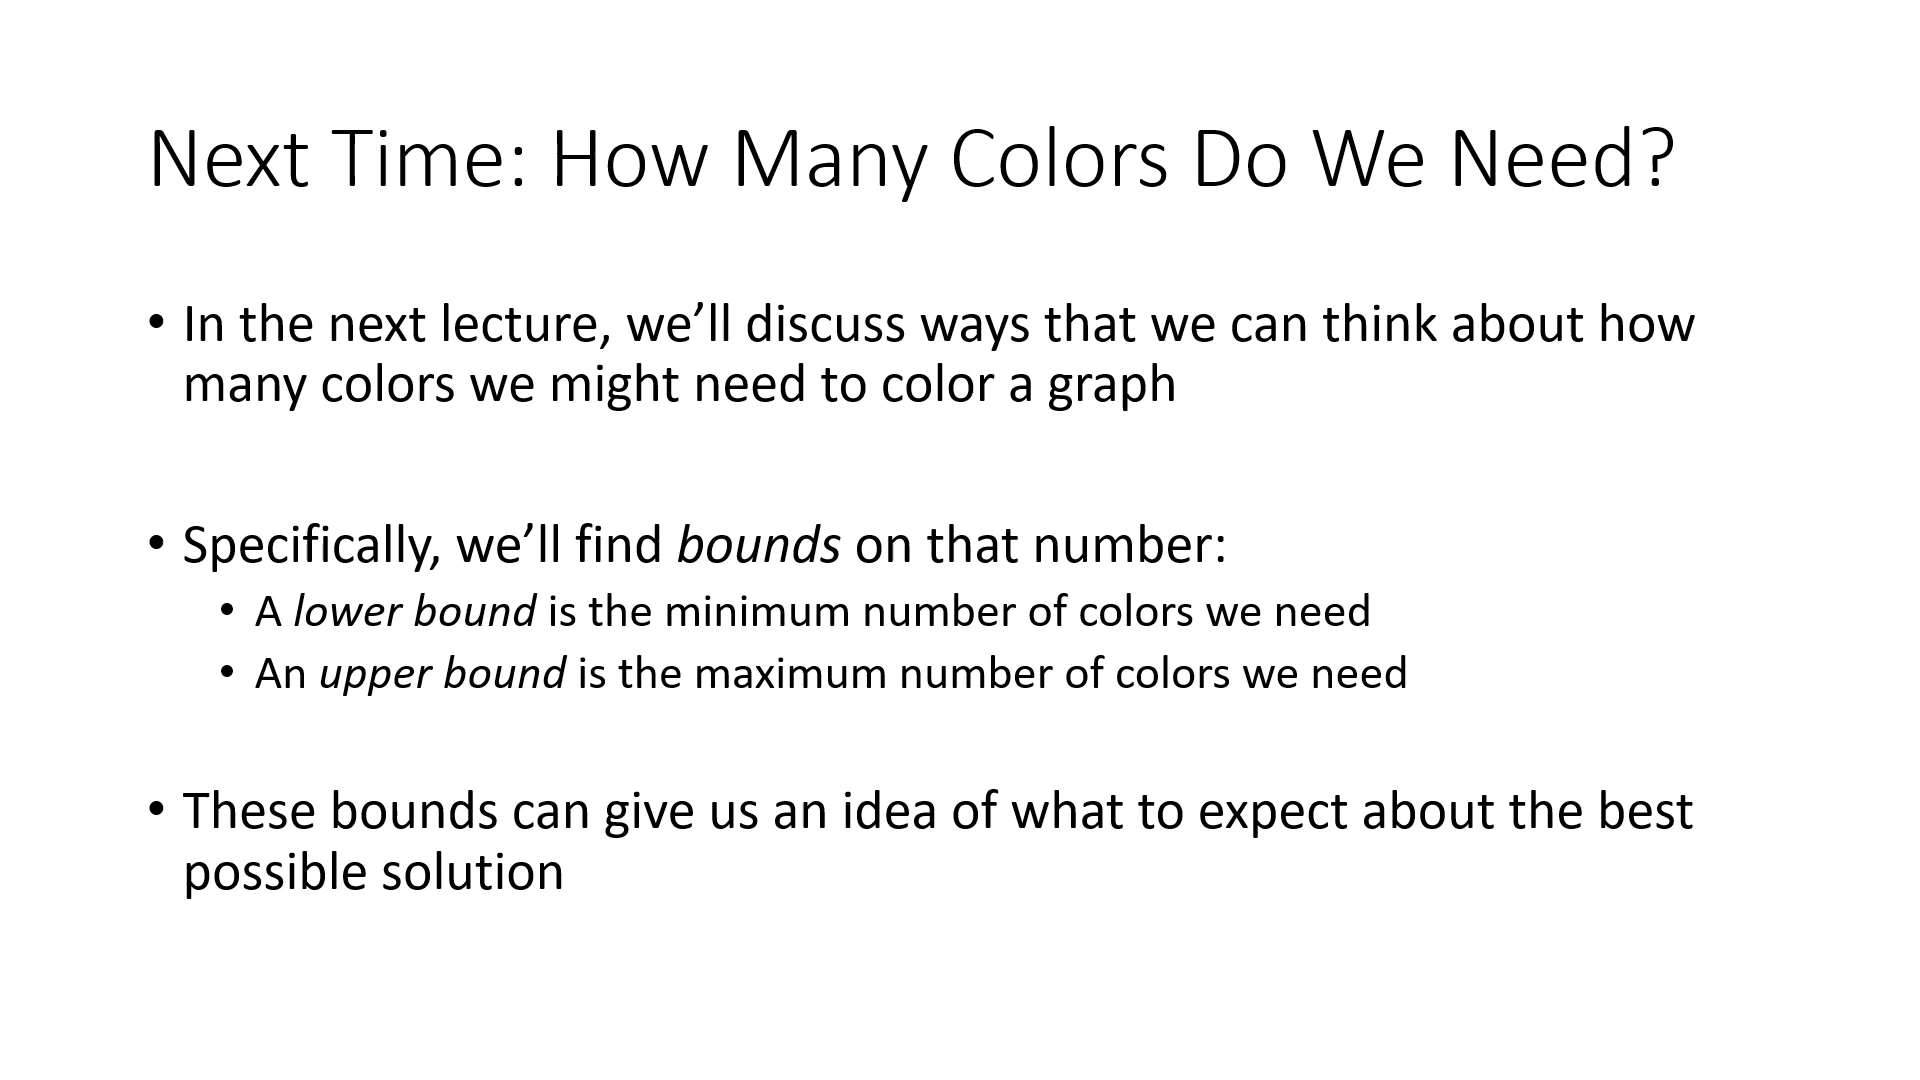 Next Time: How Many Colors Do We Need?
• In the next lecture, we’ll discuss ways that we can think about how
many colors we might need to color a graph
• Specifically, we’ll find bounds on that number:
• A lower bound is the minimum number of colors we need
• An upper bound is the maximum number of colors we need
• These bounds can give us an idea of what to expect about the best
possible solution